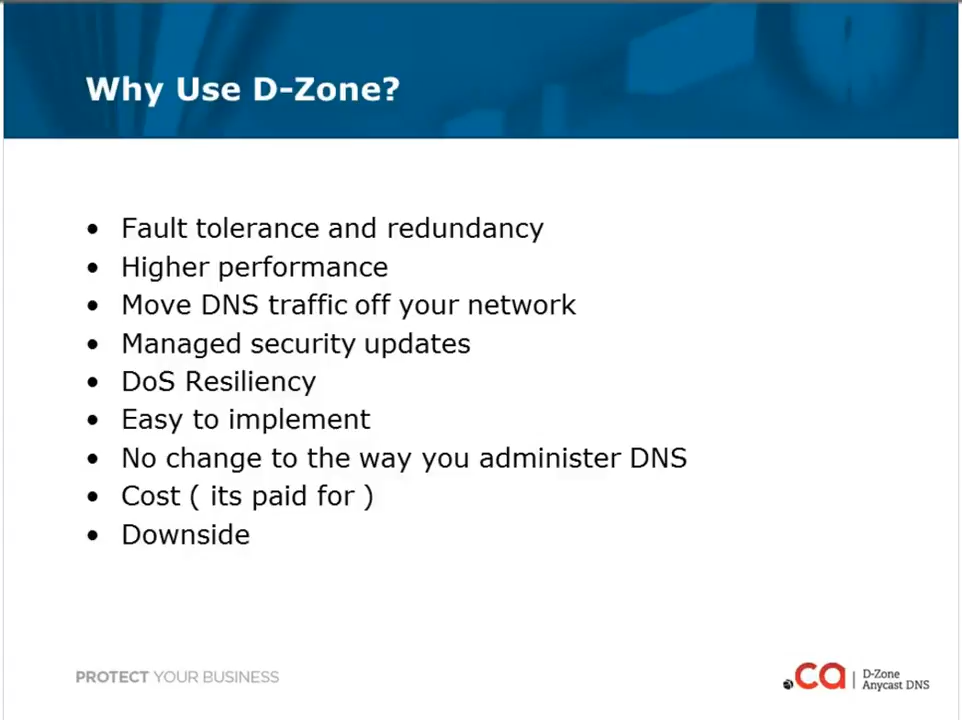 Why Use D-Zone?
• Fault tolerance and redundancy
• Higher performance
• Move DNS traffic off your network
• Managed security updates
• DoS Resiliency
• Easy to implement
• No change to the way you administer DNS
• Cost ( its paid for )
• Downside
PROTECT YOUR BUSINESS
.ca | D-Zone
Anycast DNS